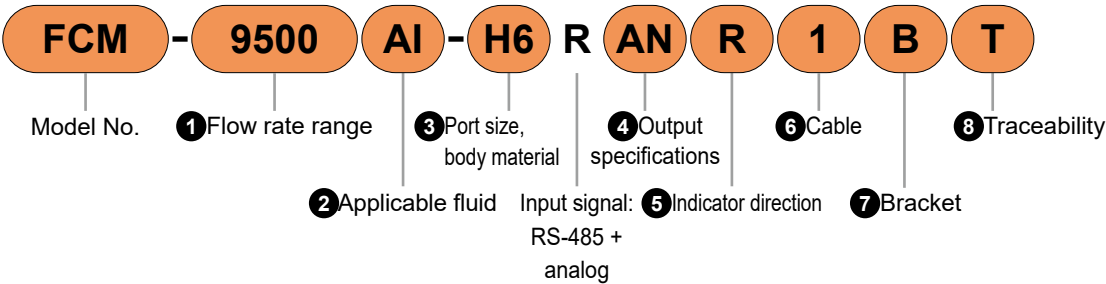 FCM - 9500 AI - H6 R AN R 1 B T
Model No.
1 Flow rate range
3 Port size,
body material
4 Output
specifications
6 Cable
8 Traceability
2 Applicable fluid
Input signal:
RS-485 +
analog
5 Indicator direction
7 Bracket